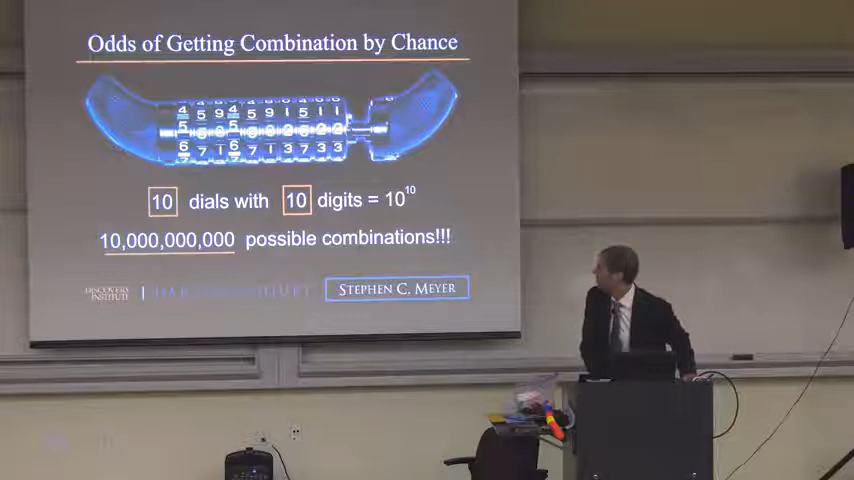 Odds of Getting Combination by Chance
10 dials with 10 digits = 10¹⁰
10,000,000,000 possible combinations!!!
DISCOVERY
INSTITUTE
STEPHEN C. MEYER